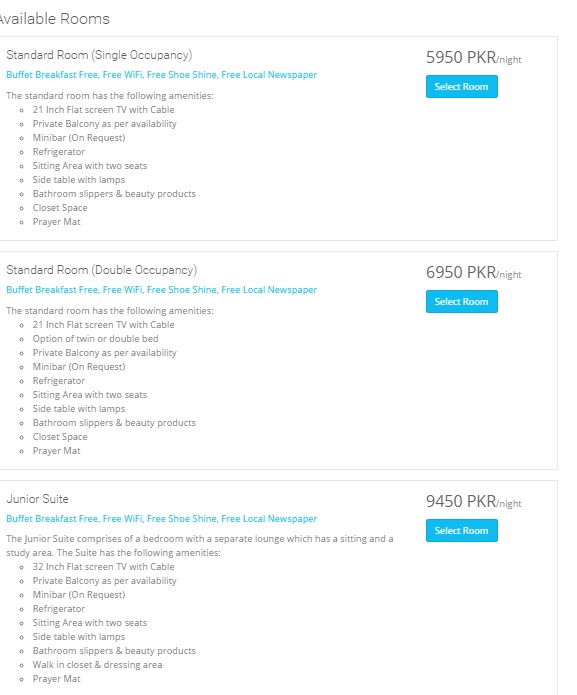 Available Rooms
Standard Room (Single Occupancy)
5950 PKR/night
Buffet Breakfast Free, Free WiFi, Free Shoe Shine, Free Local Newspaper
Select Room
The standard room has the following amenities:
21 Inch Flat screen TV with Cable
Private Balcony as per availability
Minibar (On Request)
Refrigerator
Sitting Area with two seats
Side table with lamps
Bathroom slippers & beauty products
Closet Space
Prayer Mat
Standard Room (Double Occupancy)
6950 PKR/night
Buffet Breakfast Free, Free WiFi, Free Shoe Shine, Free Local Newspaper
Select Room
The standard room has the following amenities:
21 Inch Flat screen TV with Cable
Option of twin or double bed
Private Balcony as per availability
Minibar (On Request)
Refrigerator
Sitting Area with two seats
Side table with lamps
Bathroom slippers & beauty products
Closet Space
Prayer Mat
Junior Suite
9450 PKR/night
Buffet Breakfast Free, Free WiFi, Free Shoe Shine, Free Local Newspaper
Select Room
The Junior Suite comprises of a bedroom with a separate lounge which has a sitting and a
study area. The Suite has the following amenities:
32 Inch Flat screen TV with Cable
Private Balcony as per availability
Minibar (On Request)
Refrigerator
Sitting Area with two seats
Side table with lamps
Bathroom slippers & beauty products
Walk in closet & dressing area
Prayer Mat